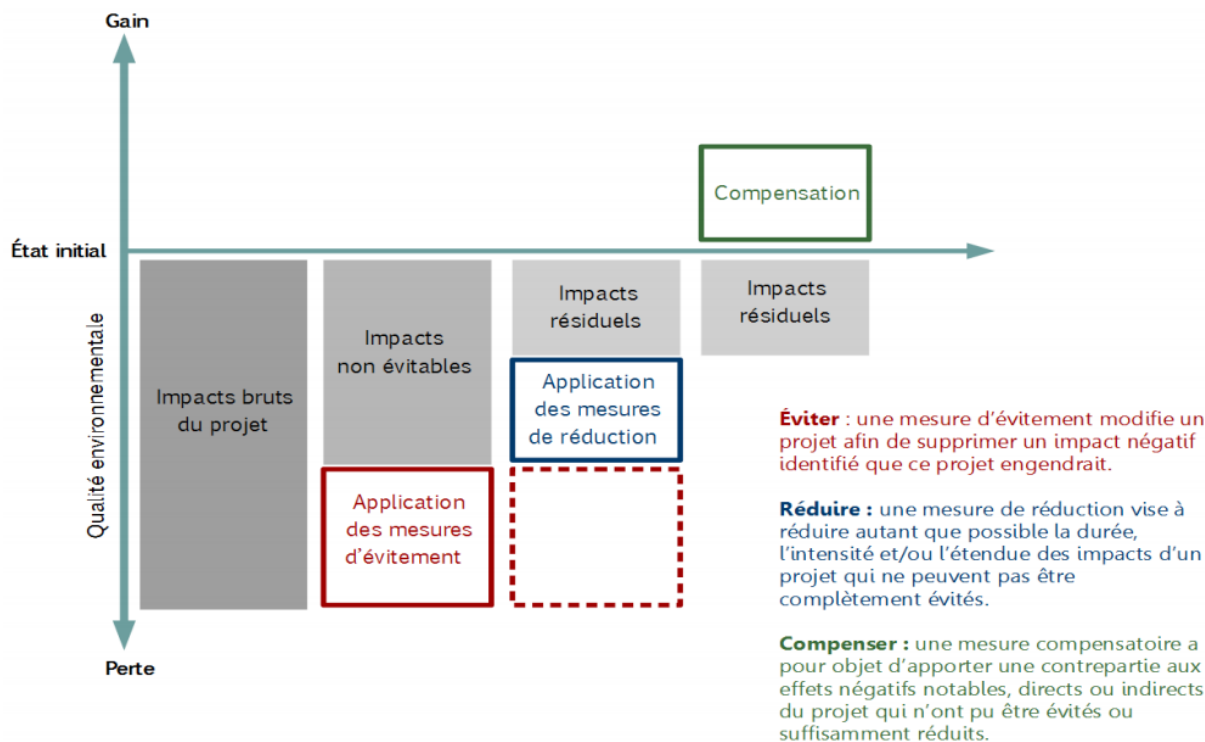 Gain
État initial
Qualité environnementale
Perte
Impacts bruts
du projet
Impacts
non évitables
Application
des mesures
d’évitement
Impacts
résiduels
Application
des mesures
de réduction
Compensation
Impacts
résiduels
Éviter : une mesure d’évitement modifie un
projet afin de supprimer un impact négatif
identifié que ce projet engendrait.
Réduire : une mesure de réduction vise à
réduire autant que possible la durée,
l’intensité et/ou l’étendue des impacts d’un
projet qui ne peuvent pas être
complètement évités.
Compenser : une mesure compensatoire a
pour objet d’apporter une contrepartie aux
effets négatifs notables, directs ou indirects
du projet qui n’ont pu être évités ou
suffisamment réduits.